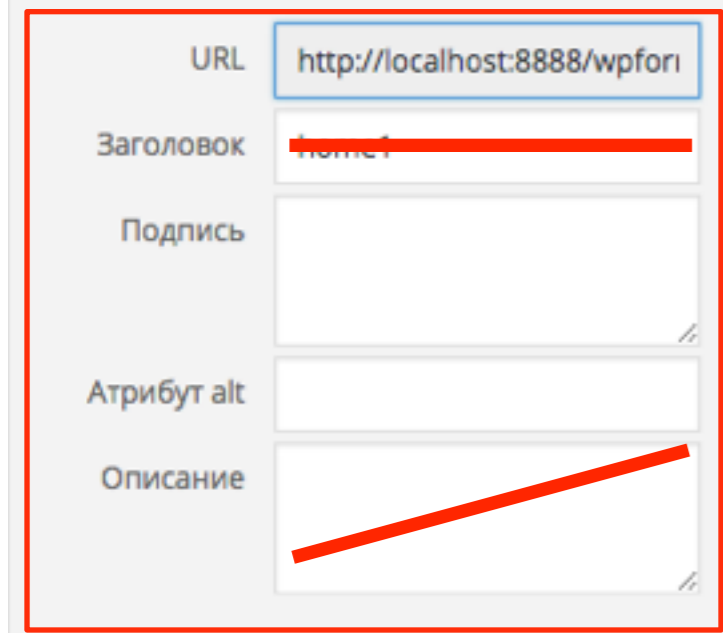 URL http://localhost:8888/wpfor
Заголовок
Подпись
Атрибут alt
Описание